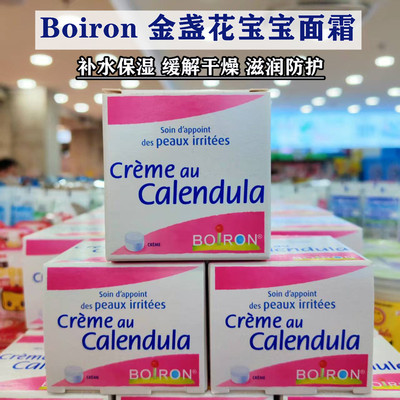 Boiron 金盏花宝宝面霜
补水保湿 缓解干燥 滋润防护
Soin d'appoint
des peaux irritées
Crème au
Calendula
CRÈME
BOIRON®
Soin d'appoint
des peaux irritées
Crème au
Calendula
CRÈME
BOIRON®
Soin d'appoint
des peaux irritées
Crème au
Calendula
CRÈME
BOIRON